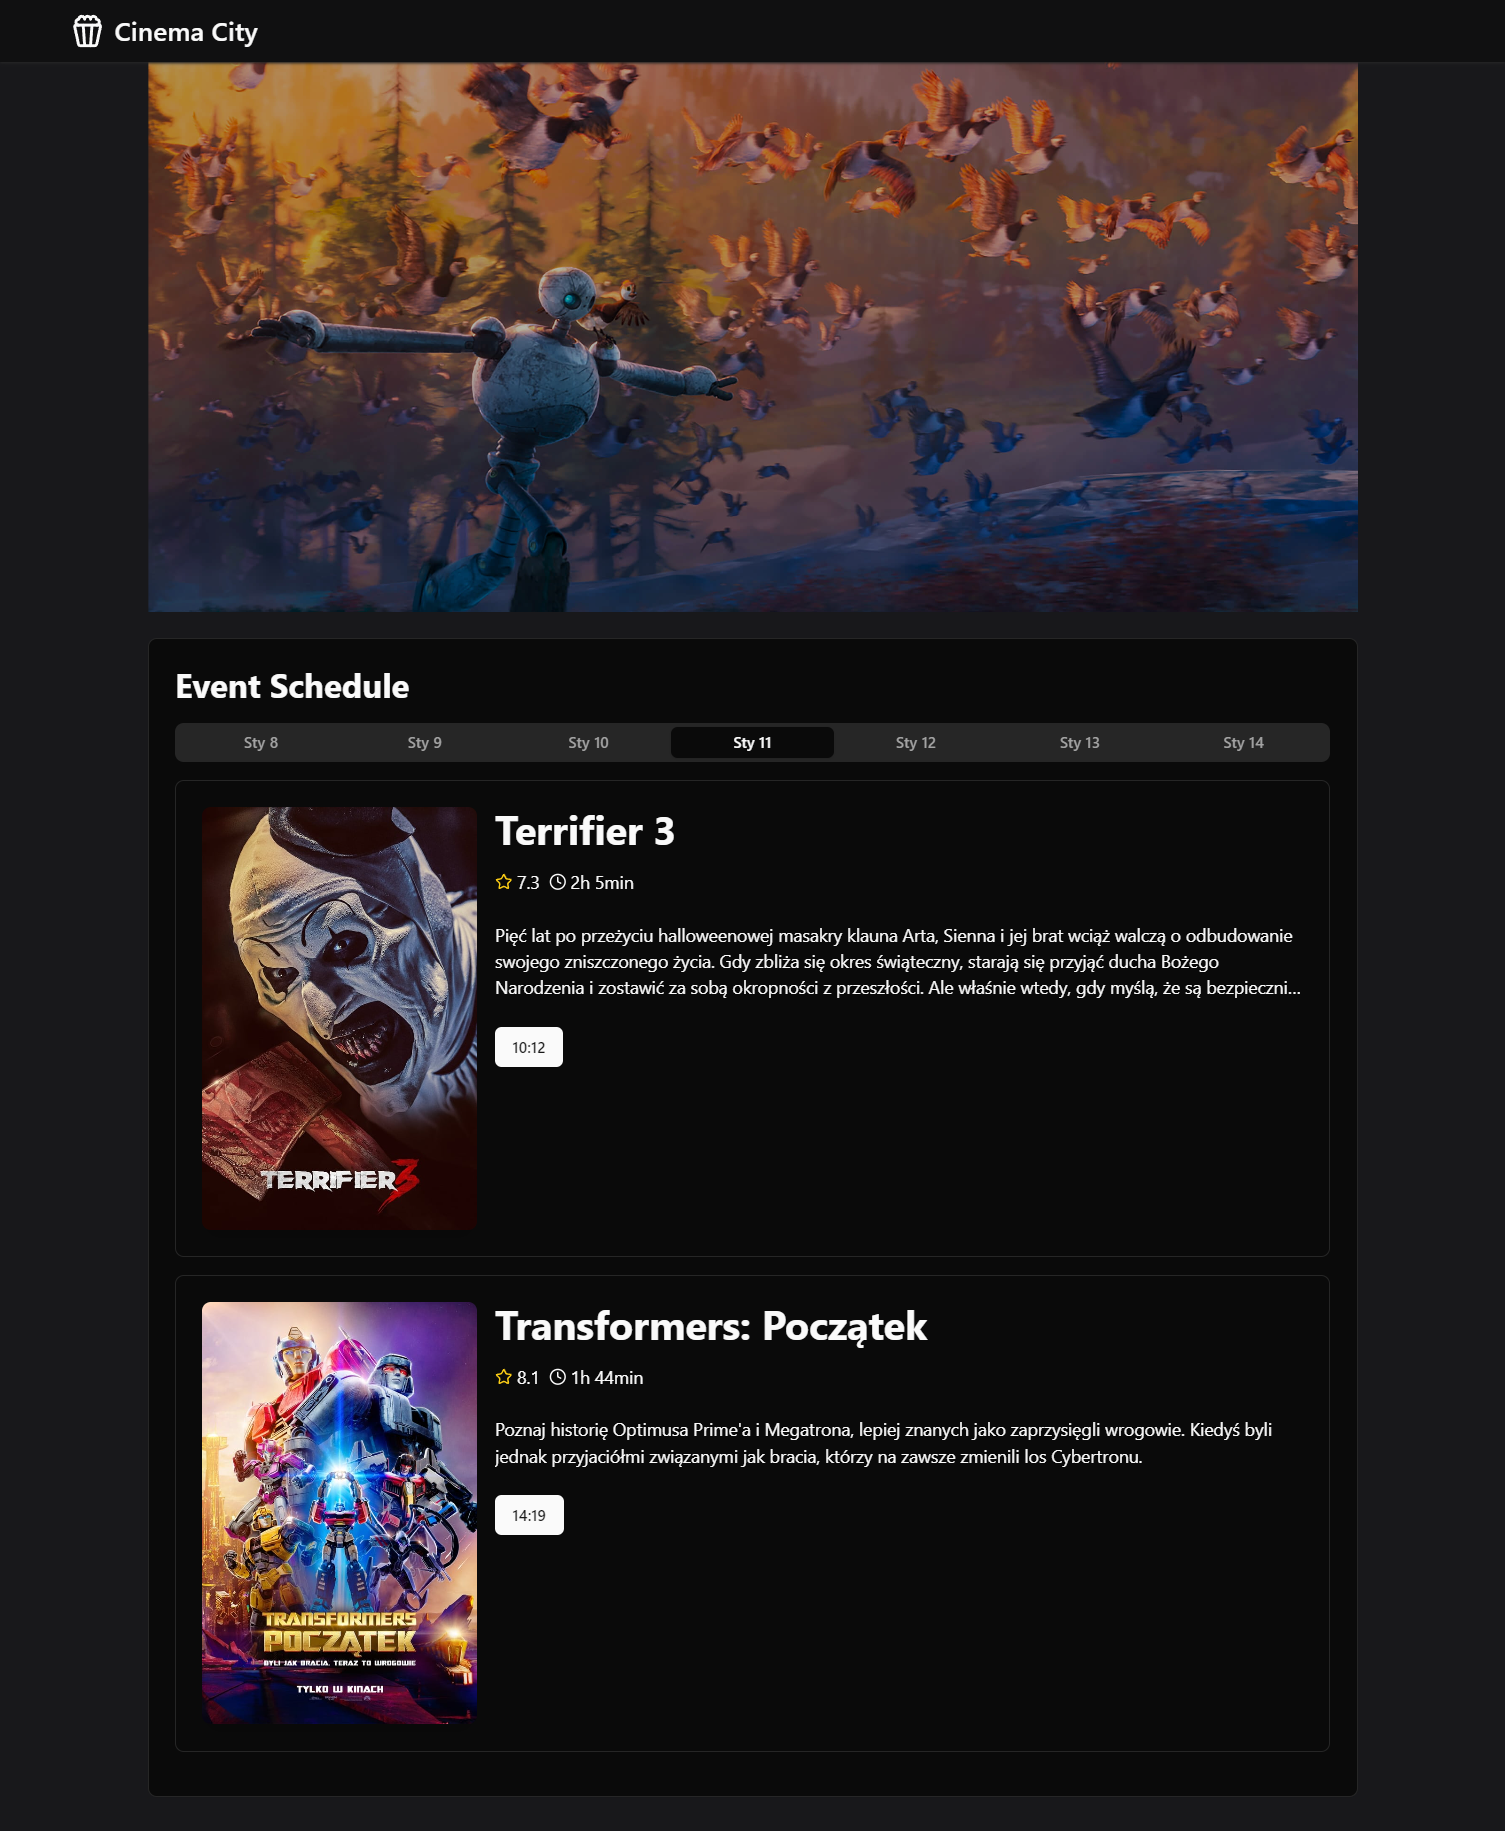 Cinema City
Event Schedule
Sty 8 Sty 9 Sty 10 Sty 11 Sty 12 Sty 13 Sty 14
Terrifier 3
7.3 2h 5min
Pięć lat po przeżyciu halloweenowej masakry klauna Arta, Sienna i jej brat wciąż walczą o odbudowanie
swojego zniszczonego życia. Gdy zbliża się okres świąteczny, starają się przyjąć ducha Bożego
Narodzenia i zostawić za sobą okropności z przeszłości. Ale właśnie wtedy, gdy myślą, że są bezpieczni...
10:12
TERRIFIER 3
Transformers: Początek
8.1 1h 44min
Poznaj historię Optimusa Prime'a i Megatrona, lepiej znanych jako zaprzysięgli wrogowie. Kiedyś byli
jednak przyjaciółmi związanymi jak bracia, którzy na zawsze zmienili los Cybertronu.
14:19
TRANSFORMERS
POCZĄTEK
BYLI JAK BRACIA. TERAZ TO WROGOWIE
TYLKO W KINACH